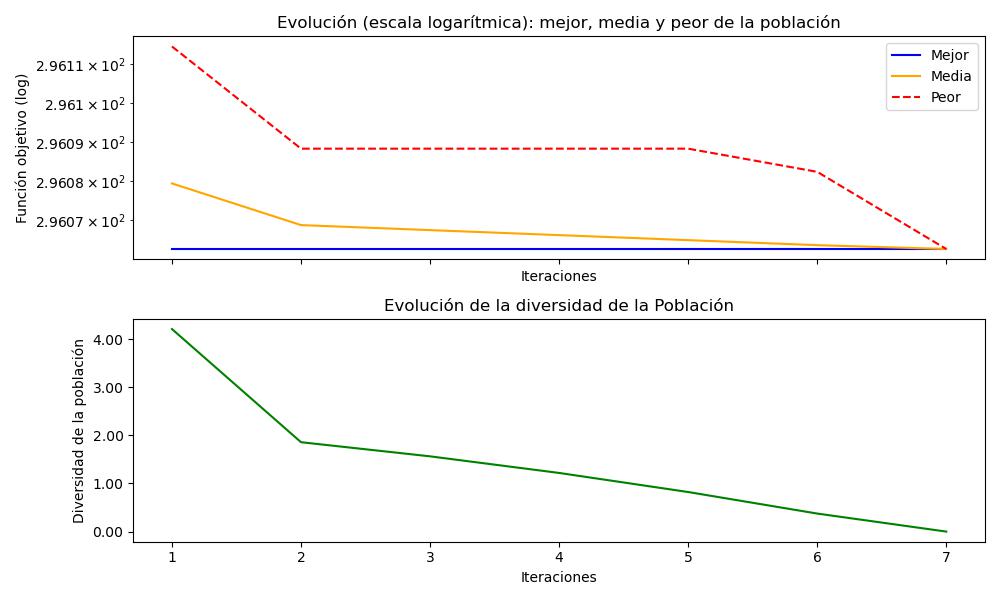 Evolución (escala logarítmica): mejor, media y peor de la población
Función objetivo (log)
2.9611 × 10²
2.961 × 10²
2.9609 × 10²
2.9608 × 10²
2.9607 × 10²
Mejor
Media
Peor
Iteraciones
Evolución de la diversidad de la Población
Diversidad de la población
4.00
3.00
2.00
1.00
0.00
1 2 3 4 5 6 7
Iteraciones